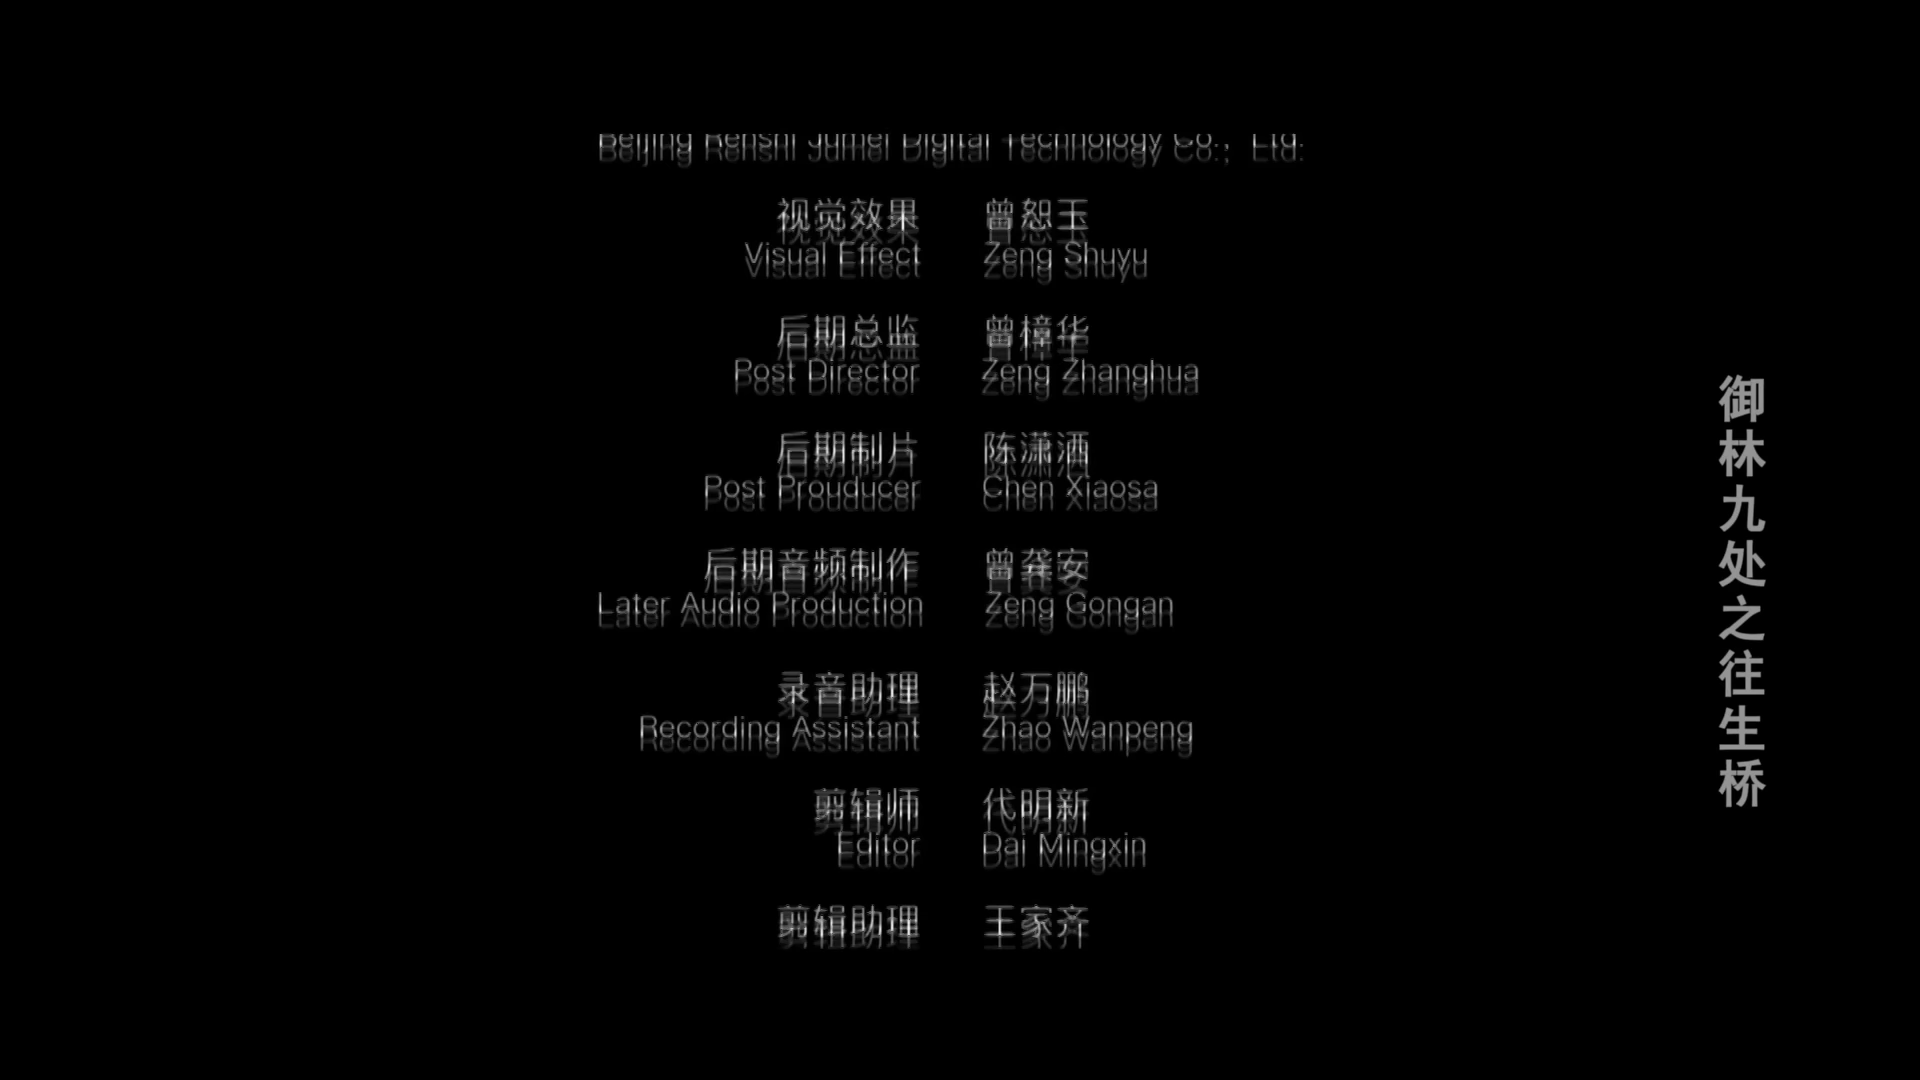 Beijing Renshi Jumei Digital Technology Co., Ltd.
视觉效果 曾恕玉
Visual Effect Zeng Shuyu
后期总监 曾樟华
Post Director Zeng Zhanghua
后期制片 陈潇洒
Post Prouducer Chen Xiaosa
后期音频制作 曾龚安
Later Audio Production Zeng Gongan
录音助理 赵万鹏
Recording Assistant Zhao Wanpeng
剪辑师 代明新
Editor Dai Mingxin
剪辑助理 王家齐
御林九处之往生桥